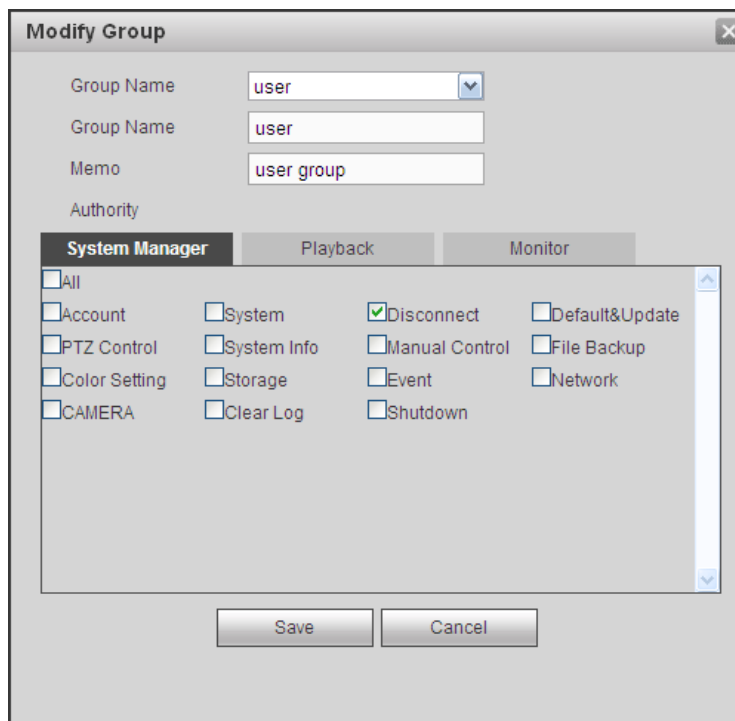 Modify Group
Group Name user
Group Name user
Memo user group
Authority
System Manager Playback Monitor
All
Account System Disconnect Default&Update
PTZ Control System Info Manual Control File Backup
Color Setting Storage Event Network
CAMERA Clear Log Shutdown
Save Cancel